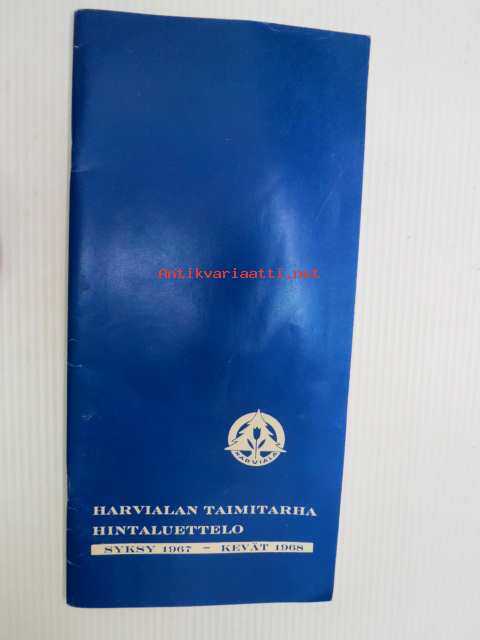 Antikvariaatti.net
HARVIALA
HARVIALAN TAIMITARHA
HINTALUETTELO
SYKSY 1967 - KEVÄT 1968